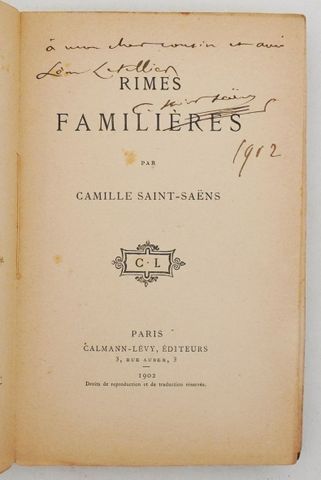 à mon cher cousin et ami
Léon Letellier
RIMES
C. Saint-Saëns
FAMILIÈRES
1902
PAR
CAMILLE SAINT-SAËNS
C · L
PARIS
CALMANN-LÉVY, ÉDITEURS
3, RUE AUBER, 3
1902
Droits de reproduction et de traduction réservés.